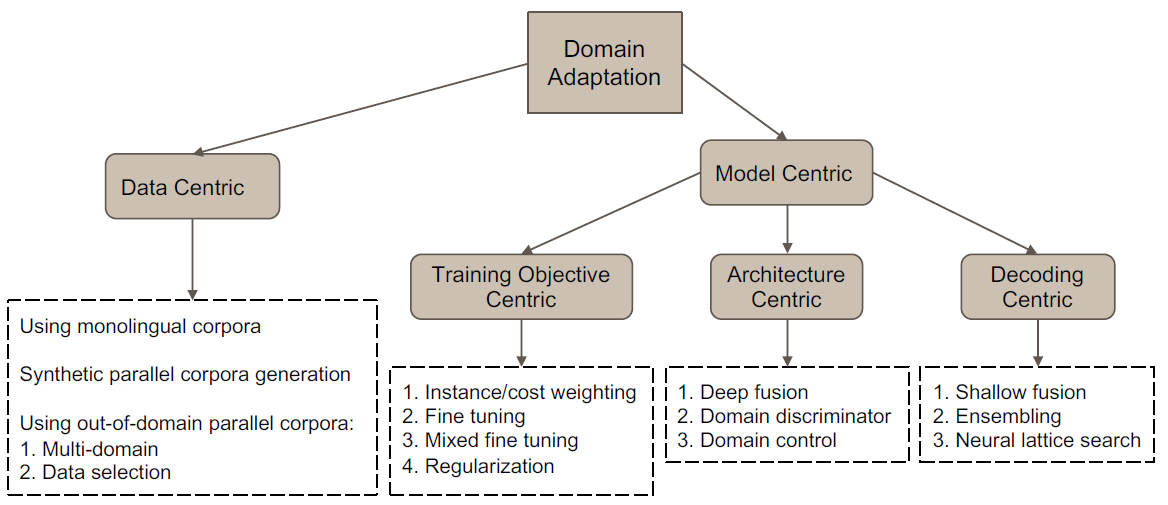 Domain
Adaptation
Data Centric
Model Centric
Training Objective
Centric
Architecture
Centric
Decoding
Centric
Using monolingual corpora
Synthetic parallel corpora generation
Using out-of-domain parallel corpora:
1. Multi-domain
2. Data selection
1. Instance/cost weighting
2. Fine tuning
3. Mixed fine tuning
4. Regularization
1. Deep fusion
2. Domain discriminator
3. Domain control
1. Shallow fusion
2. Ensembling
3. Neural lattice search